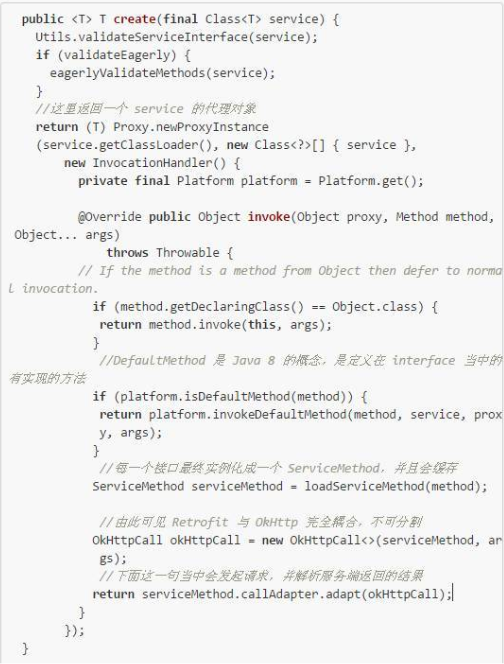 public <T> T create(final Class<T> service) {
Utils.validateServiceInterface(service);
if (validateEagerly) {
eagerlyValidateMethods(service);
}
//这里返回一个 service 的代理对象
return (T) Proxy.newProxyInstance
(service.getClassLoader(), new Class<?>[] { service },
new InvocationHandler() {
private final Platform platform = Platform.get();
@Override public Object invoke(Object proxy, Method method,
Object... args)
throws Throwable {
// If the method is a method from Object then defer to norma
l invocation.
if (method.getDeclaringClass() == Object.class) {
return method.invoke(this, args);
}
//DefaultMethod 是 Java 8 的概念，是定义在 interface 当中的
有实现的方法
if (platform.isDefaultMethod(method)) {
return platform.invokeDefaultMethod(method, service, prox
y, args);
}
//每一个接口最终实例化成一个 ServiceMethod，并且会缓存
ServiceMethod serviceMethod = loadServiceMethod(method);
//由此可见 Retrofit 与 OkHttp 完全耦合，不可分割
OkHttpCall okHttpCall = new OkHttpCall<>(serviceMethod, ar
gs);
//下面这一句当中会发起请求，并解析服务端返回的结果
return serviceMethod.callAdapter.adapt(okHttpCall);
}
});
}